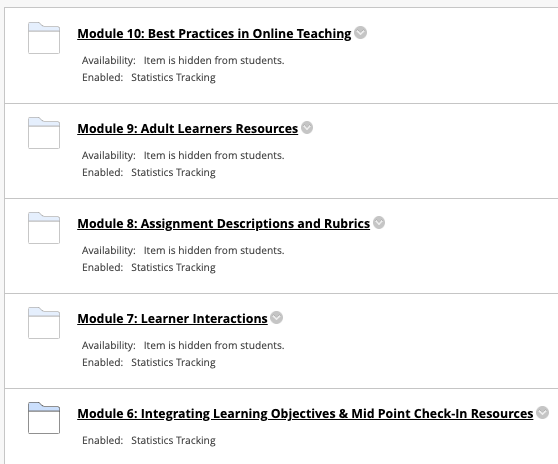 Module 10: Best Practices in Online Teaching
Availability: Item is hidden from students.
Enabled: Statistics Tracking
Module 9: Adult Learners Resources
Availability: Item is hidden from students.
Enabled: Statistics Tracking
Module 8: Assignment Descriptions and Rubrics
Availability: Item is hidden from students.
Enabled: Statistics Tracking
Module 7: Learner Interactions
Availability: Item is hidden from students.
Enabled: Statistics Tracking
Module 6: Integrating Learning Objectives & Mid Point Check-In Resources
Enabled: Statistics Tracking